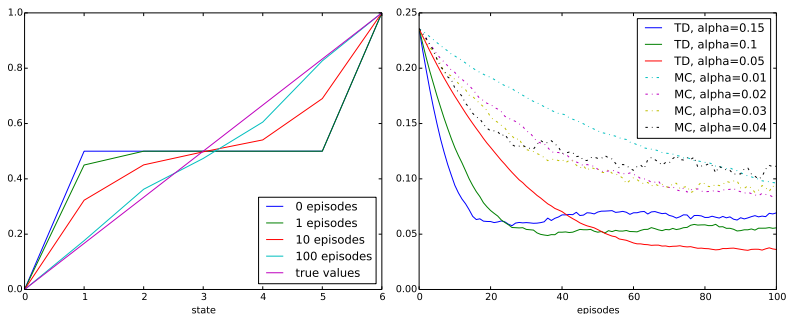 1.0
0.8
0.6
0.4
0.2
0.0
0 1 2 3 4 5 6
state
0 episodes
1 episodes
10 episodes
100 episodes
true values
0.25
0.20
0.15
0.10
0.05
0.00
0 20 40 60 80 100
episodes
TD, alpha=0.15
TD, alpha=0.1
TD, alpha=0.05
MC, alpha=0.01
MC, alpha=0.02
MC, alpha=0.03
MC, alpha=0.04